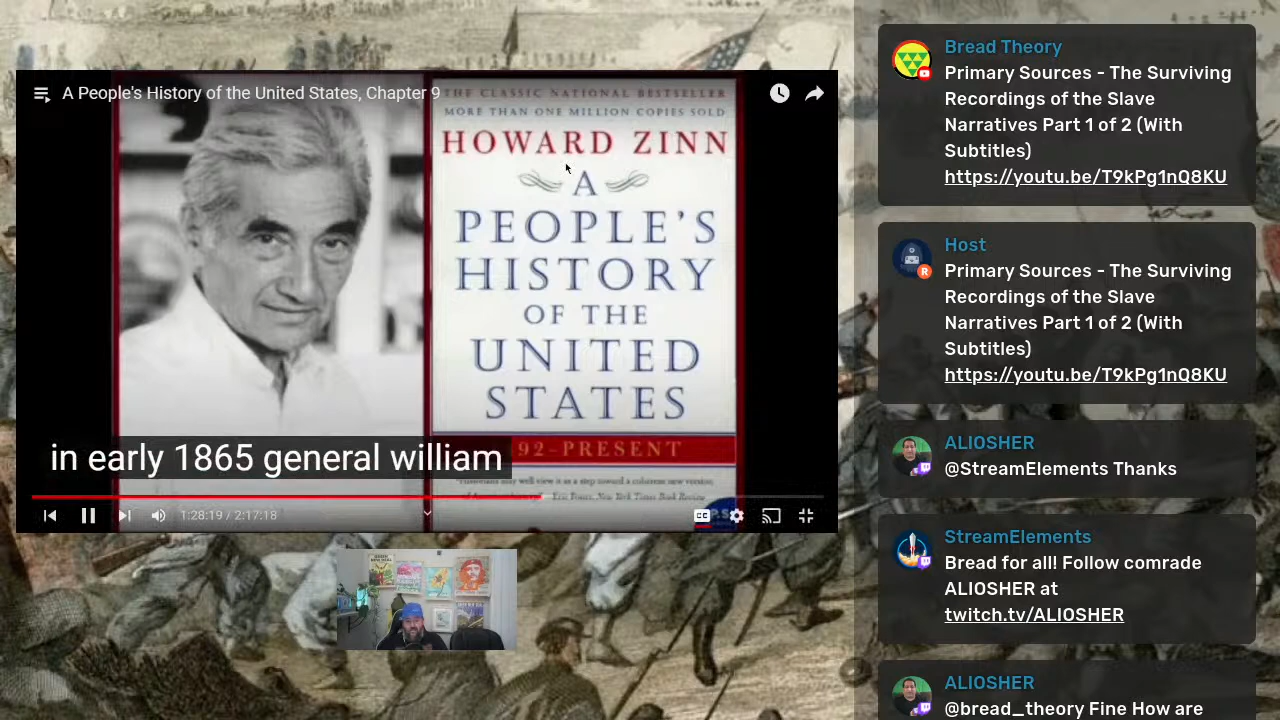 A People's History of the United States, Chapter 9
THE CLASSIC NATIONAL BESTSELLER
MORE THAN ONE MILLION COPIES SOLD
HOWARD ZINN
A
PEOPLE'S
HISTORY
OF THE
UNITED
STATES
92-PRESENT
in early 1865 general william
1:28:19 / 2:17:18
CC
P.S.
Bread Theory
Primary Sources - The Surviving
Recordings of the Slave
Narratives Part 1 of 2 (With
Subtitles)
https://youtu.be/T9kPg1nQ8KU
Host
Primary Sources - The Surviving
Recordings of the Slave
Narratives Part 1 of 2 (With
Subtitles)
https://youtu.be/T9kPg1nQ8KU
ALIOSHER
@StreamElements Thanks
StreamElements
Bread for all! Follow comrade
ALIOSHER at
twitch.tv/ALIOSHER
ALIOSHER
@bread_theory Fine How are